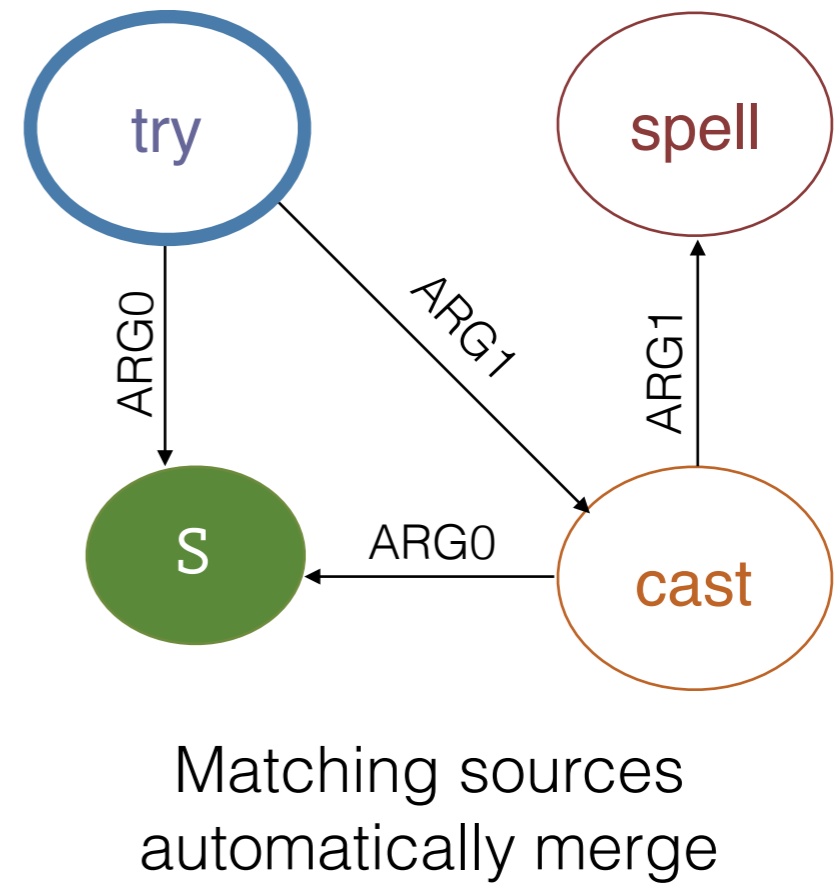 try
spell
ARG0
ARG1
ARG1
S
ARG0
cast
Matching sources
automatically merge